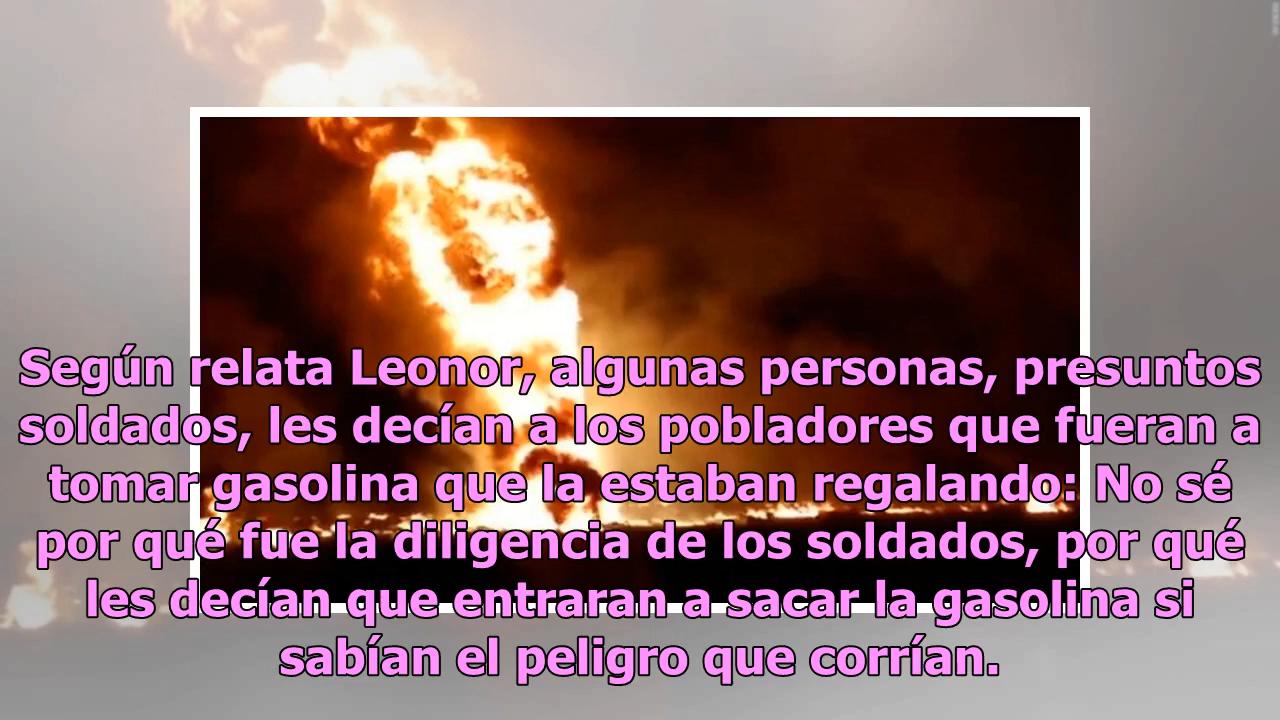 Según relata Leonor, algunas personas, presuntos
soldados, les decían a los pobladores que fueran a
tomar gasolina que la estaban regalando: No sé
por qué fue la diligencia de los soldados, por qué
les decían que entraran a sacar la gasolina si
sabían el peligro que corrían.